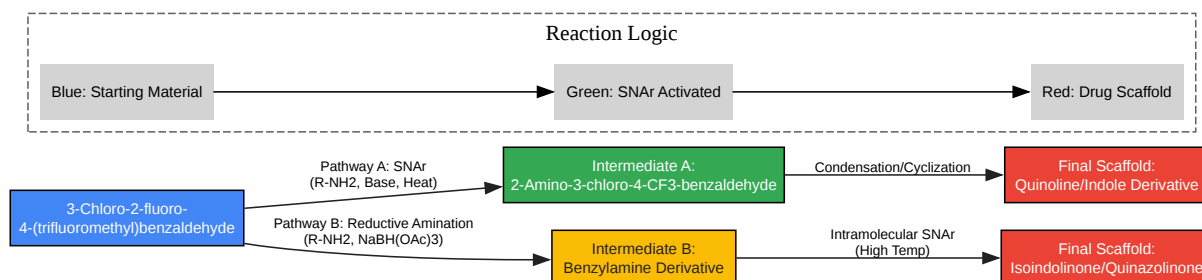 Reaction Logic
Blue: Starting Material
Green: SNAr Activated
Red: Drug Scaffold
3-Chloro-2-fluoro-
4-(trifluoromethyl)benzaldehyde
Pathway A: SNAr
(R-NH2, Base, Heat)
Intermediate A:
2-Amino-3-chloro-4-CF3-benzaldehyde
Condensation/Cyclization
Final Scaffold:
Quinoline/Indole Derivative
Pathway B: Reductive Amination
(R-NH2, NaBH(OAc)3)
Intermediate B:
Benzylamine Derivative
Intramolecular SNAr
(High Temp)
Final Scaffold:
Isoindolinone/Quinazolinone